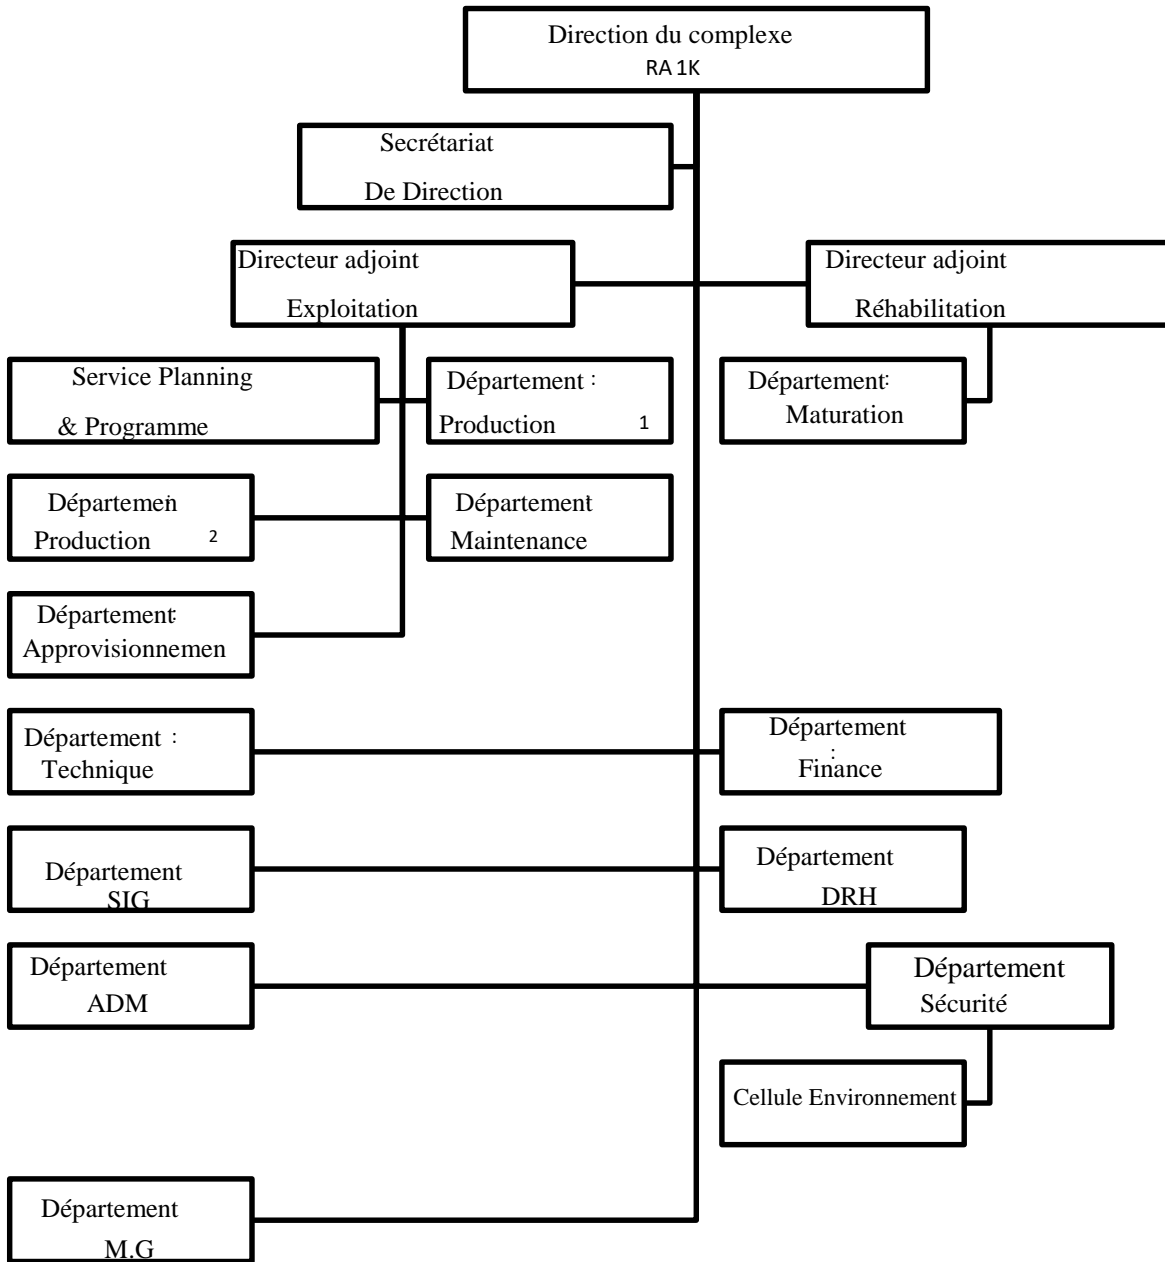 Direction du complexe
RA 1K
Secrétariat
De Direction
Directeur adjoint
Exploitation
Directeur adjoint
Réhabilitation
Service Planning
& Programme
Département :
Production 1
Département:
Maturation
Départemen:
Production 2
Département
Maintenance
Département:
Approvisionnemen
Département :
Technique
Département
:
Finance
Département
SIG
Département
DRH
Département
ADM
Département
Sécurité
Cellule Environnement
Département
M.G